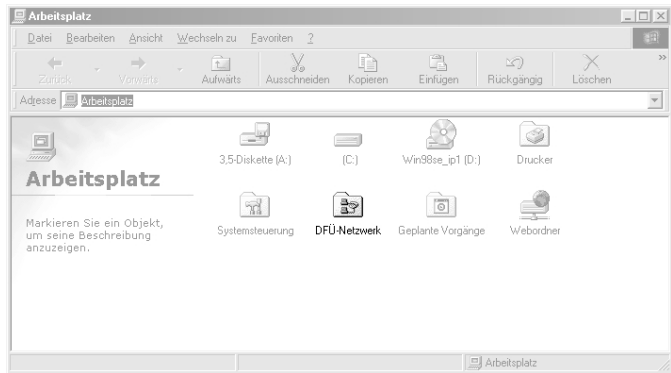 Arbeitsplatz
Datei Bearbeiten Ansicht Wechseln zu Favoriten ?
Zurück Vorwärts Aufwärts Ausschneiden Kopieren Einfügen Rückgängig Löschen »
Adresse Arbeitsplatz
3,5-Diskette (A:) (C:) Win98se_ip1 (D:) Drucker
Arbeitsplatz
Systemsteuerung DFÜ-Netzwerk Geplante Vorgänge Webordner
Markieren Sie ein Objekt,
um seine Beschreibung
anzuzeigen.
Arbeitsplatz